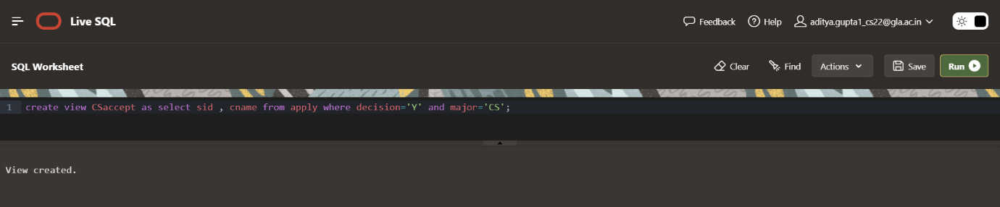 Live SQL
Feedback
Help
aditya.gupta1_cs22@gla.ac.in
SQL Worksheet
Clear
Find
Actions
Save
Run
1 create view CSaccept as select sid , cname from apply where decision='Y' and major='CS';
View created.